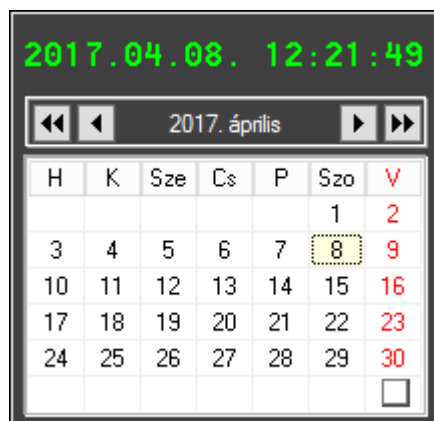 2017.04.08. 12:21:49
2017. április
H K Sze Cs P Szo V
1 2
3 4 5 6 7 8 9
10 11 12 13 14 15 16
17 18 19 20 21 22 23
24 25 26 27 28 29 30